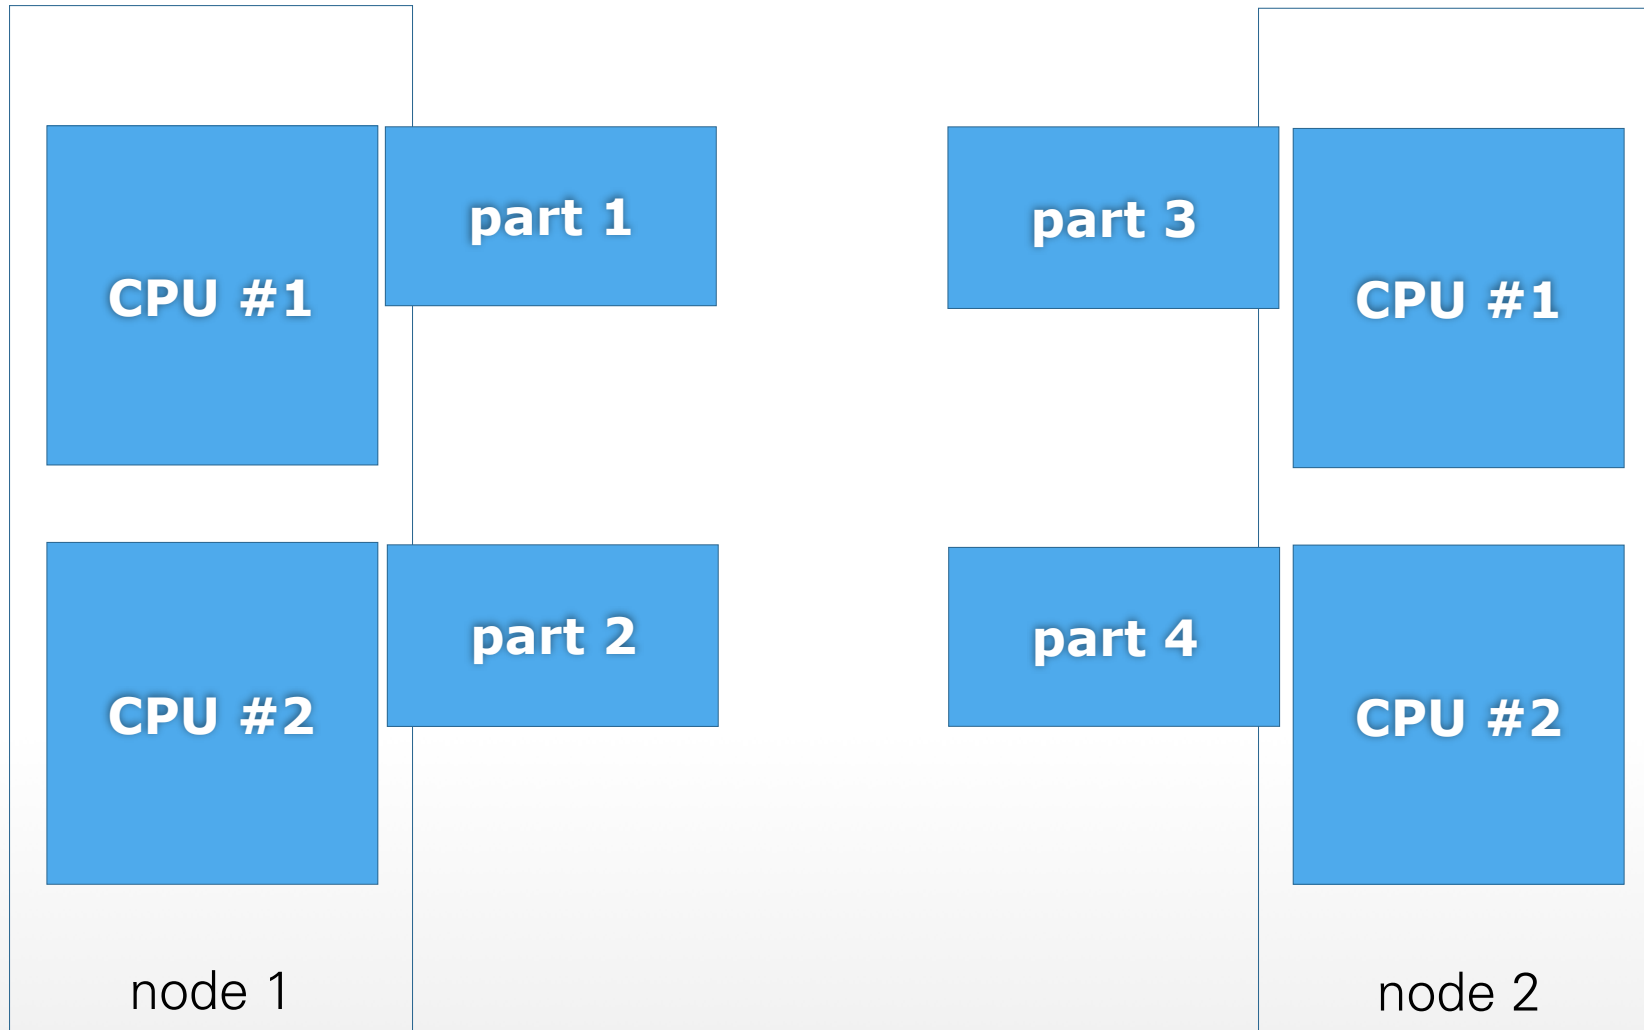 part 1
part 3
CPU #1
CPU #1
part 2
part 4
CPU #2
CPU #2
node 1
node 2